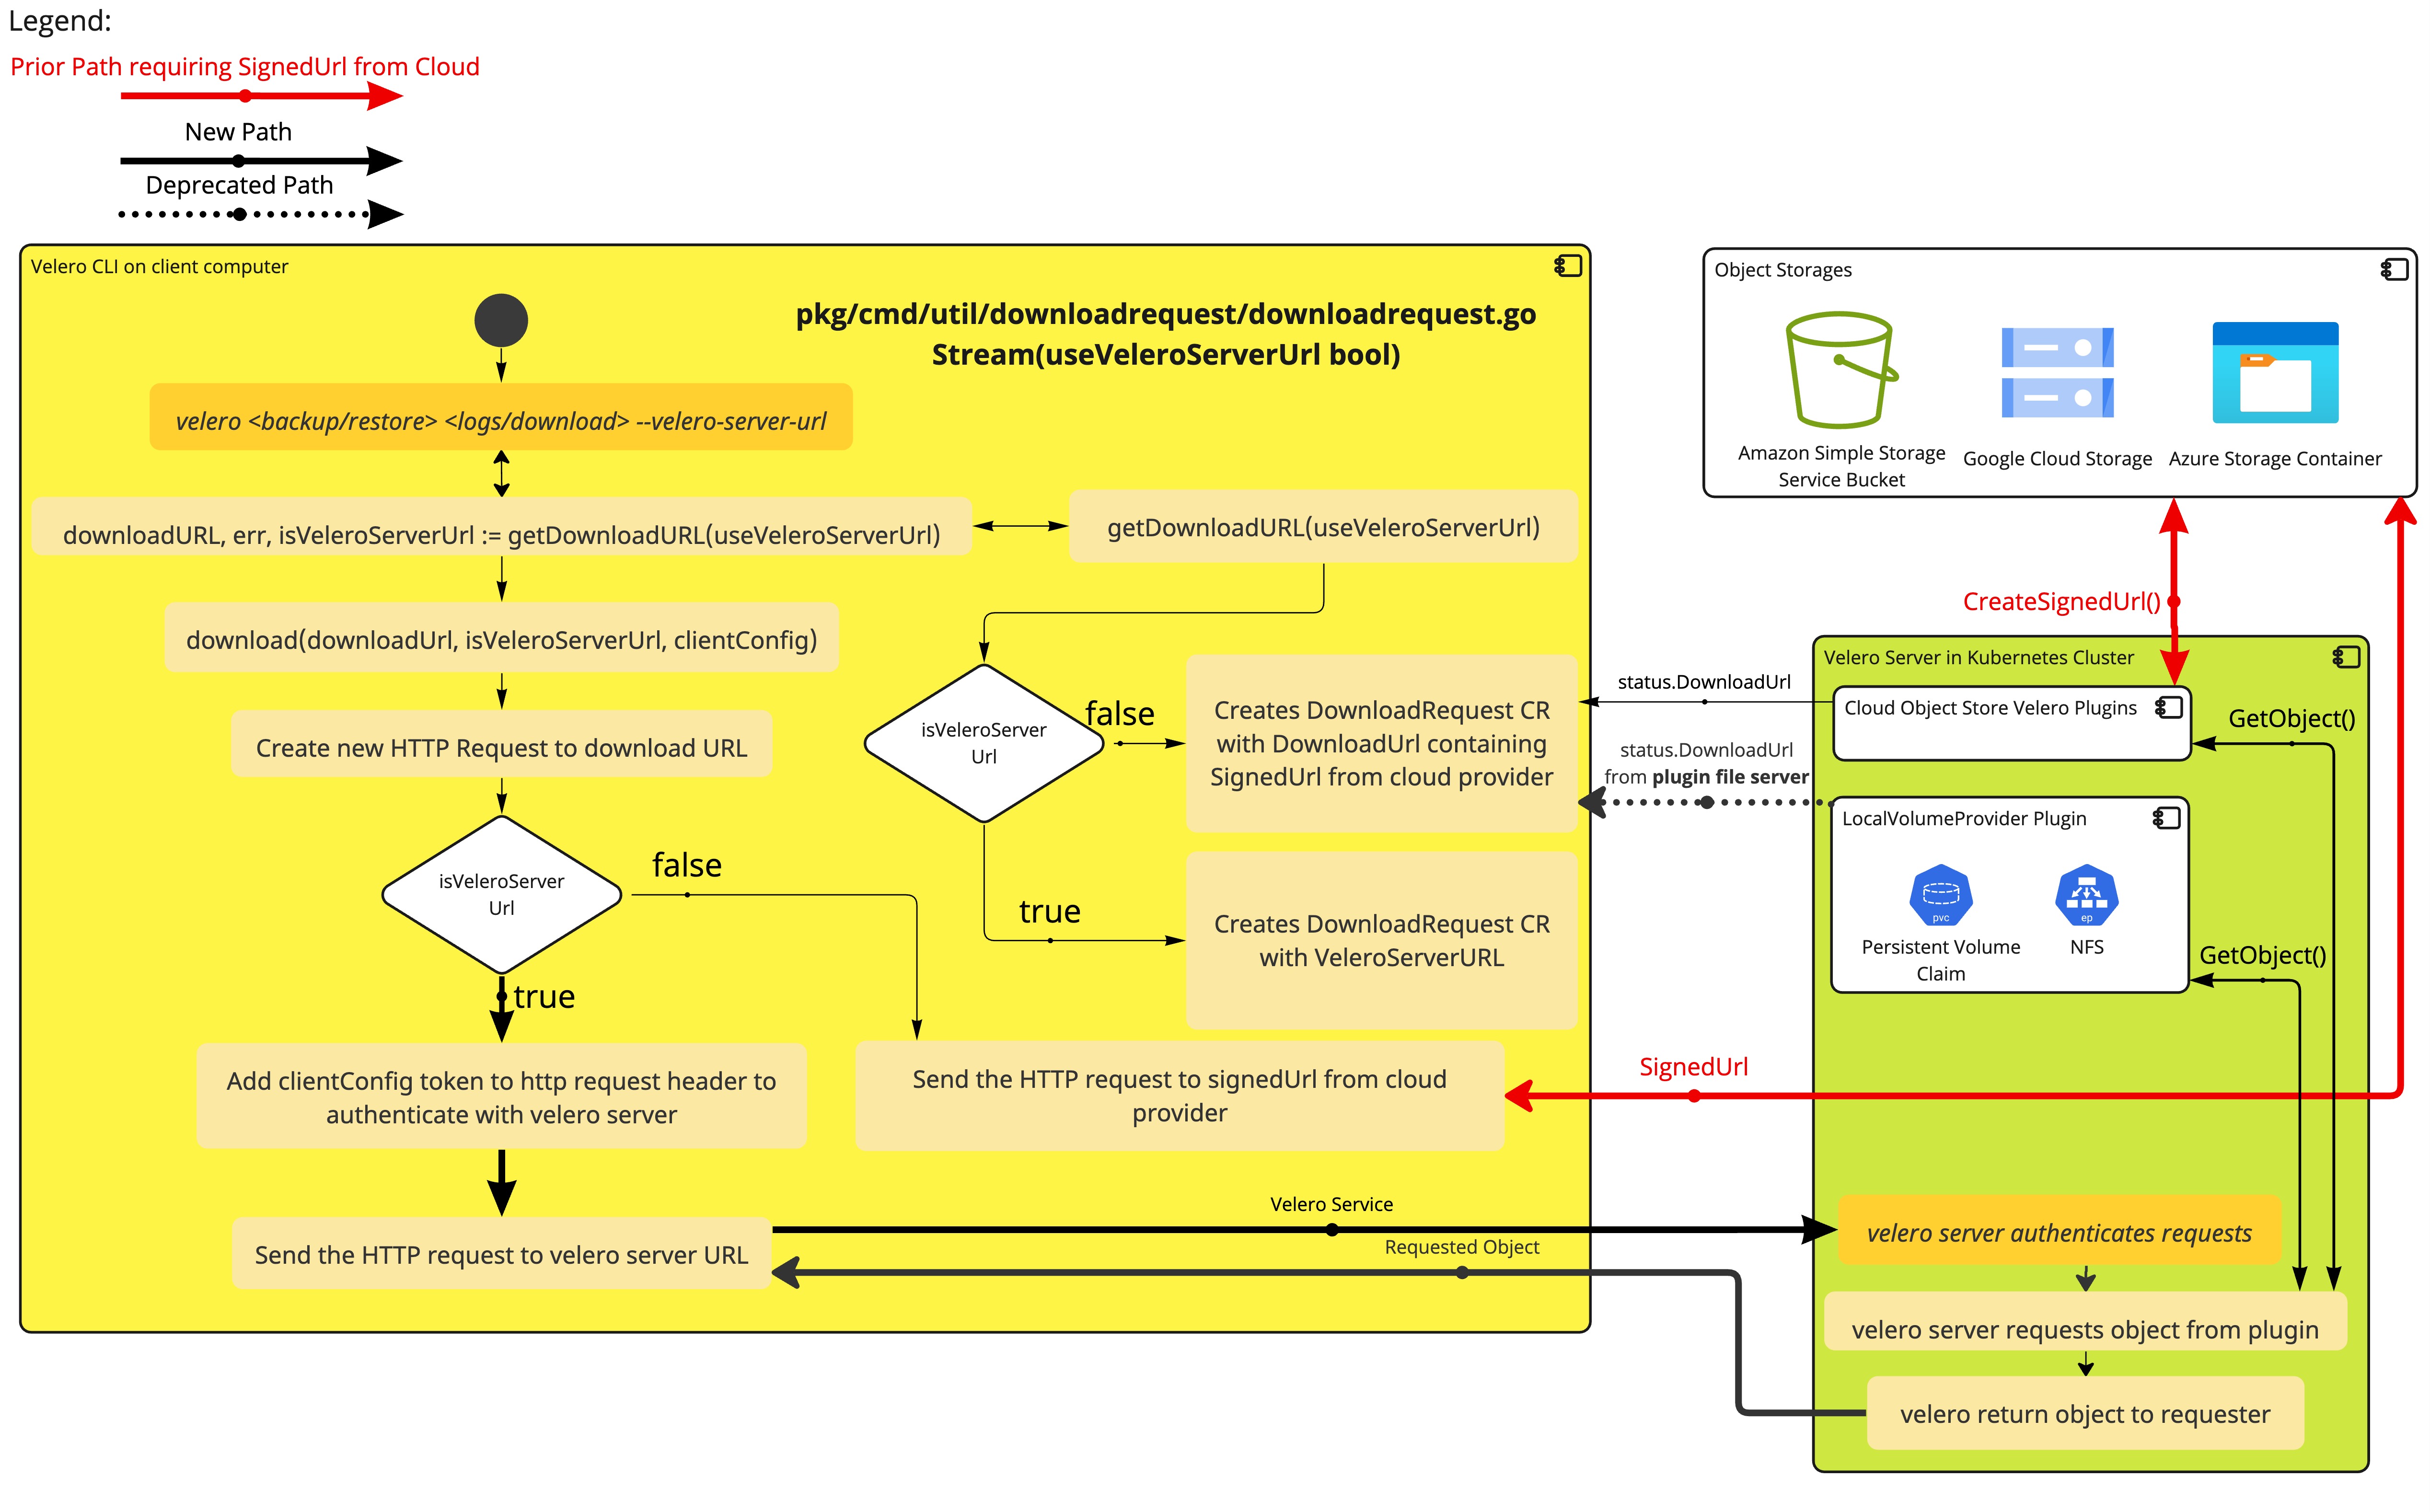 Legend:
Prior Path requiring SignedUrl from Cloud
New Path
Deprecated Path
Velero CLI on client computer
pkg/cmd/util/downloadrequest/downloadrequest.go
Stream(useVeleroServerUrl bool)
velero <backup/restore> <logs/download> --velero-server-url
downloadURL, err, isVeleroServerUrl := getDownloadURL(useVeleroServerUrl)
getDownloadURL(useVeleroServerUrl)
download(downloadUrl, isVeleroServerUrl, clientConfig)
Create new HTTP Request to download URL
isVeleroServer
Url
false
true
isVeleroServer
Url
false
true
Creates DownloadRequest CR
with DownloadUrl containing
SignedUrl from cloud provider
Creates DownloadRequest CR
with VeleroServerURL
Add clientConfig token to http request header to
authenticate with velero server
Send the HTTP request to signedUrl from cloud
provider
Send the HTTP request to velero server URL
Velero Service
Requested Object
Object Storages
Amazon Simple Storage
Service Bucket
Google Cloud Storage
Azure Storage Container
CreateSignedUrl()
status.DownloadUrl
status.DownloadUrl
from plugin file server
SignedUrl
Velero Server in Kubernetes Cluster
Cloud Object Store Velero Plugins
GetObject()
LocalVolumeProvider Plugin
pvc
Persistent Volume
Claim
ep
NFS
GetObject()
velero server authenticates requests
velero server requests object from plugin
velero return object to requester